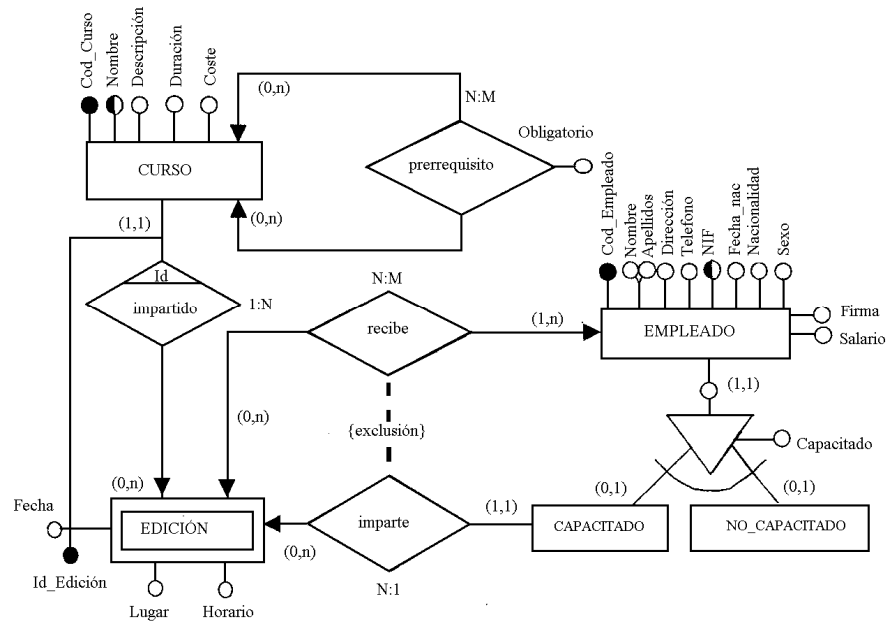 Cod_Curso
Nombre
Descripción
Duración
Coste
(0,n)
N:M
Obligatorio
prerrequisito
CURSO
(0,n)
(1,1)
Cod_Empleado
Nombre
Apellidos
Dirección
Telefono
NIF
Fecha_nac
Nacionalidad
Sexo
Id
impartido
1:N
N:M
recibe
(1,n)
EMPLEADO
Firma
Salario
(1,1)
(0,n)
{exclusión}
Capacitado
(0,n)
(0,1)
(0,1)
Fecha
EDICIÓN
(0,n)
imparte
(1,1)
CAPACITADO
NO_CAPACITADO
Id_Edición
Lugar
Horario
N:1